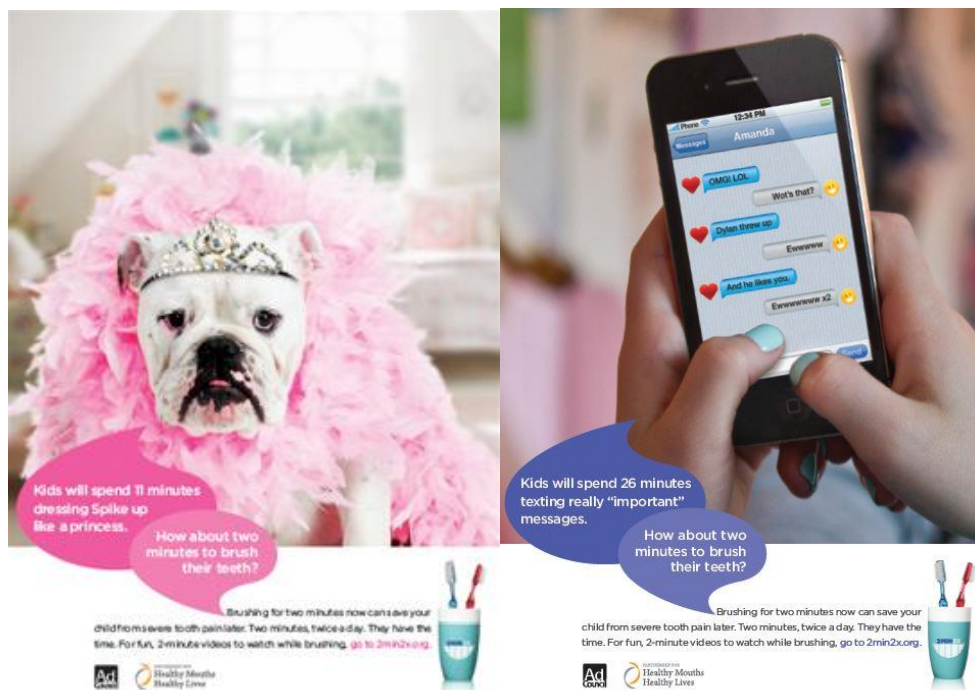 Kids will spend 11 minutes
dressing Spike up
like a princess.
How about two
minutes to brush
their teeth?
Brushing for two minutes now can save your
child from severe tooth pain later. Two minutes, twice a day. They have the
time. For fun, 2-minute videos to watch while brushing, go to 2min2x.org.
Ad
Council
PARTNERSHIP FOR
Healthy Mouths
Healthy Lives
Phone
12:34 PM
Messages
Amanda
OMG! LOL
Wot's that?
Dylan threw up
Ewwwww
And he likes you.
Ewwwwwww x2
Send
Kids will spend 26 minutes
texting really “important”
messages.
How about two
minutes to brush
their teeth?
Brushing for two minutes now can save your
child from severe tooth pain later. Two minutes, twice a day. They have the
time. For fun, 2-minute videos to watch while brushing, go to 2min2x.org.
Ad
Council
PARTNERSHIP FOR
Healthy Mouths
Healthy Lives